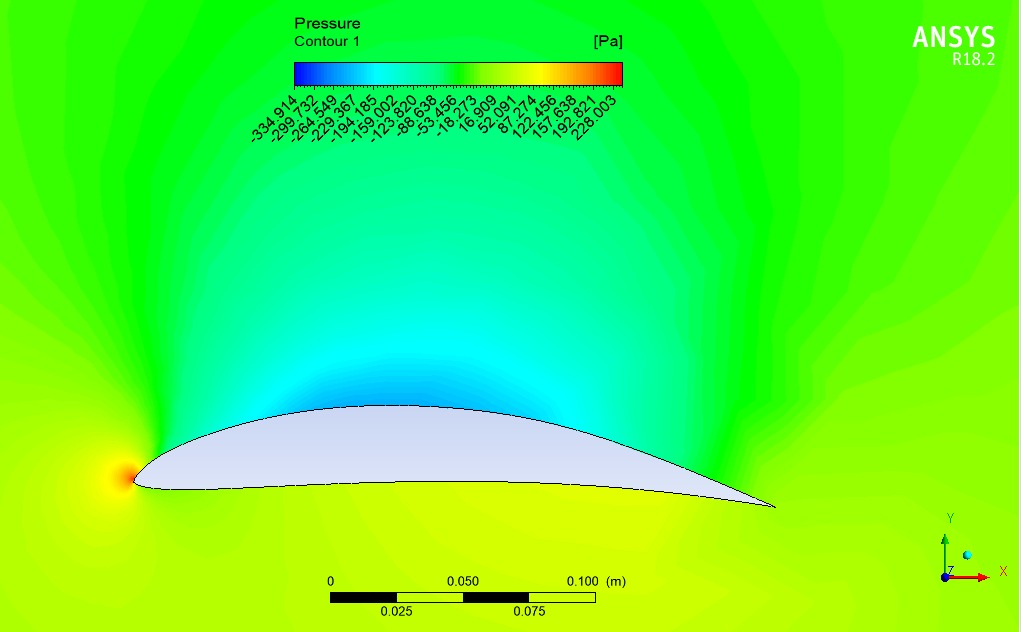 Pressure
Contour 1
[Pa]
ANSYS
R18.2
-334.914
-299.732
-264.549
-229.367
-194.185
-159.002
-123.820
-88.638
-53.456
-18.273
16.909
52.091
87.274
122.456
157.638
192.821
228.003
Y
Z
X
0 0.050 0.100 (m)
0.025 0.075